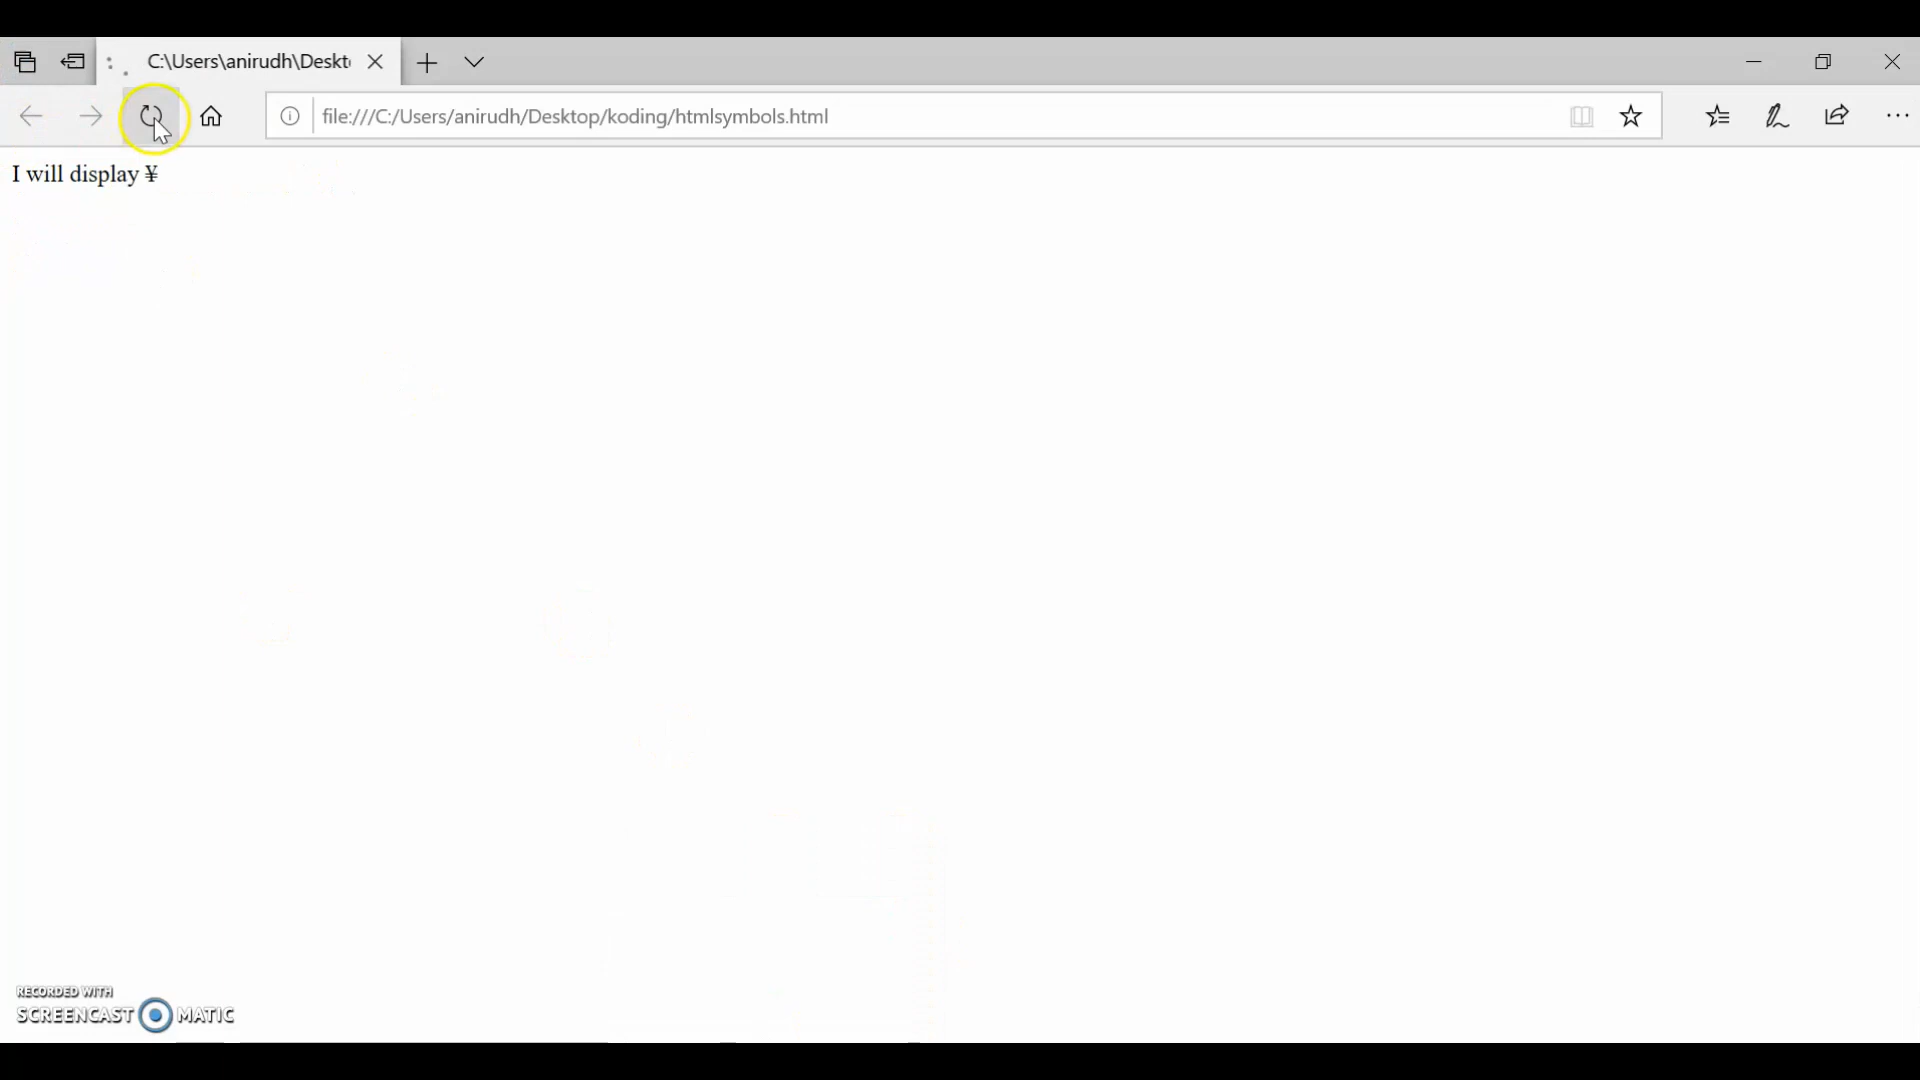 C:\Users\anirudh\Deskt
file:///C:/Users/anirudh/Desktop/koding/htmlsymbols.html
I will display ¥
RECORDED WITH
SCREENCAST MATIC